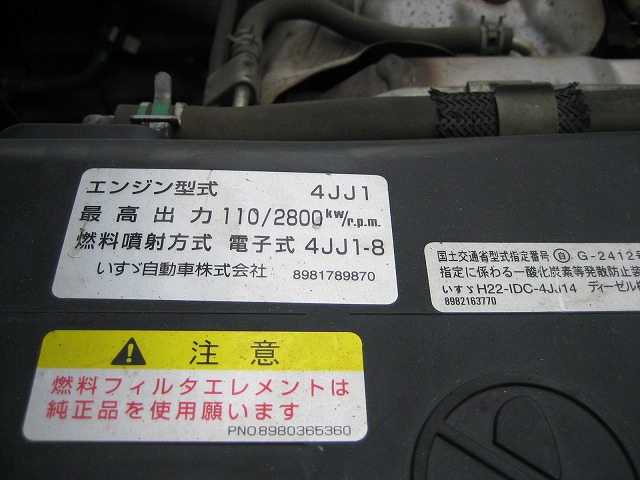 エンジン型式 4JJ1
最高出力 110/2800kw/r.p.m.
燃料噴射方式 電子式 4JJ1-8
いすゞ自動車株式会社 8981789870
国土交通省型式指定番号 自 G-2412
指定に係わる一酸化炭素等発散防止装
いすゞ H22-IDC-4JJ14 ディーゼル
8982163770
注意
燃料フィルタエレメントは
純正品を使用願います
PNO8980365360